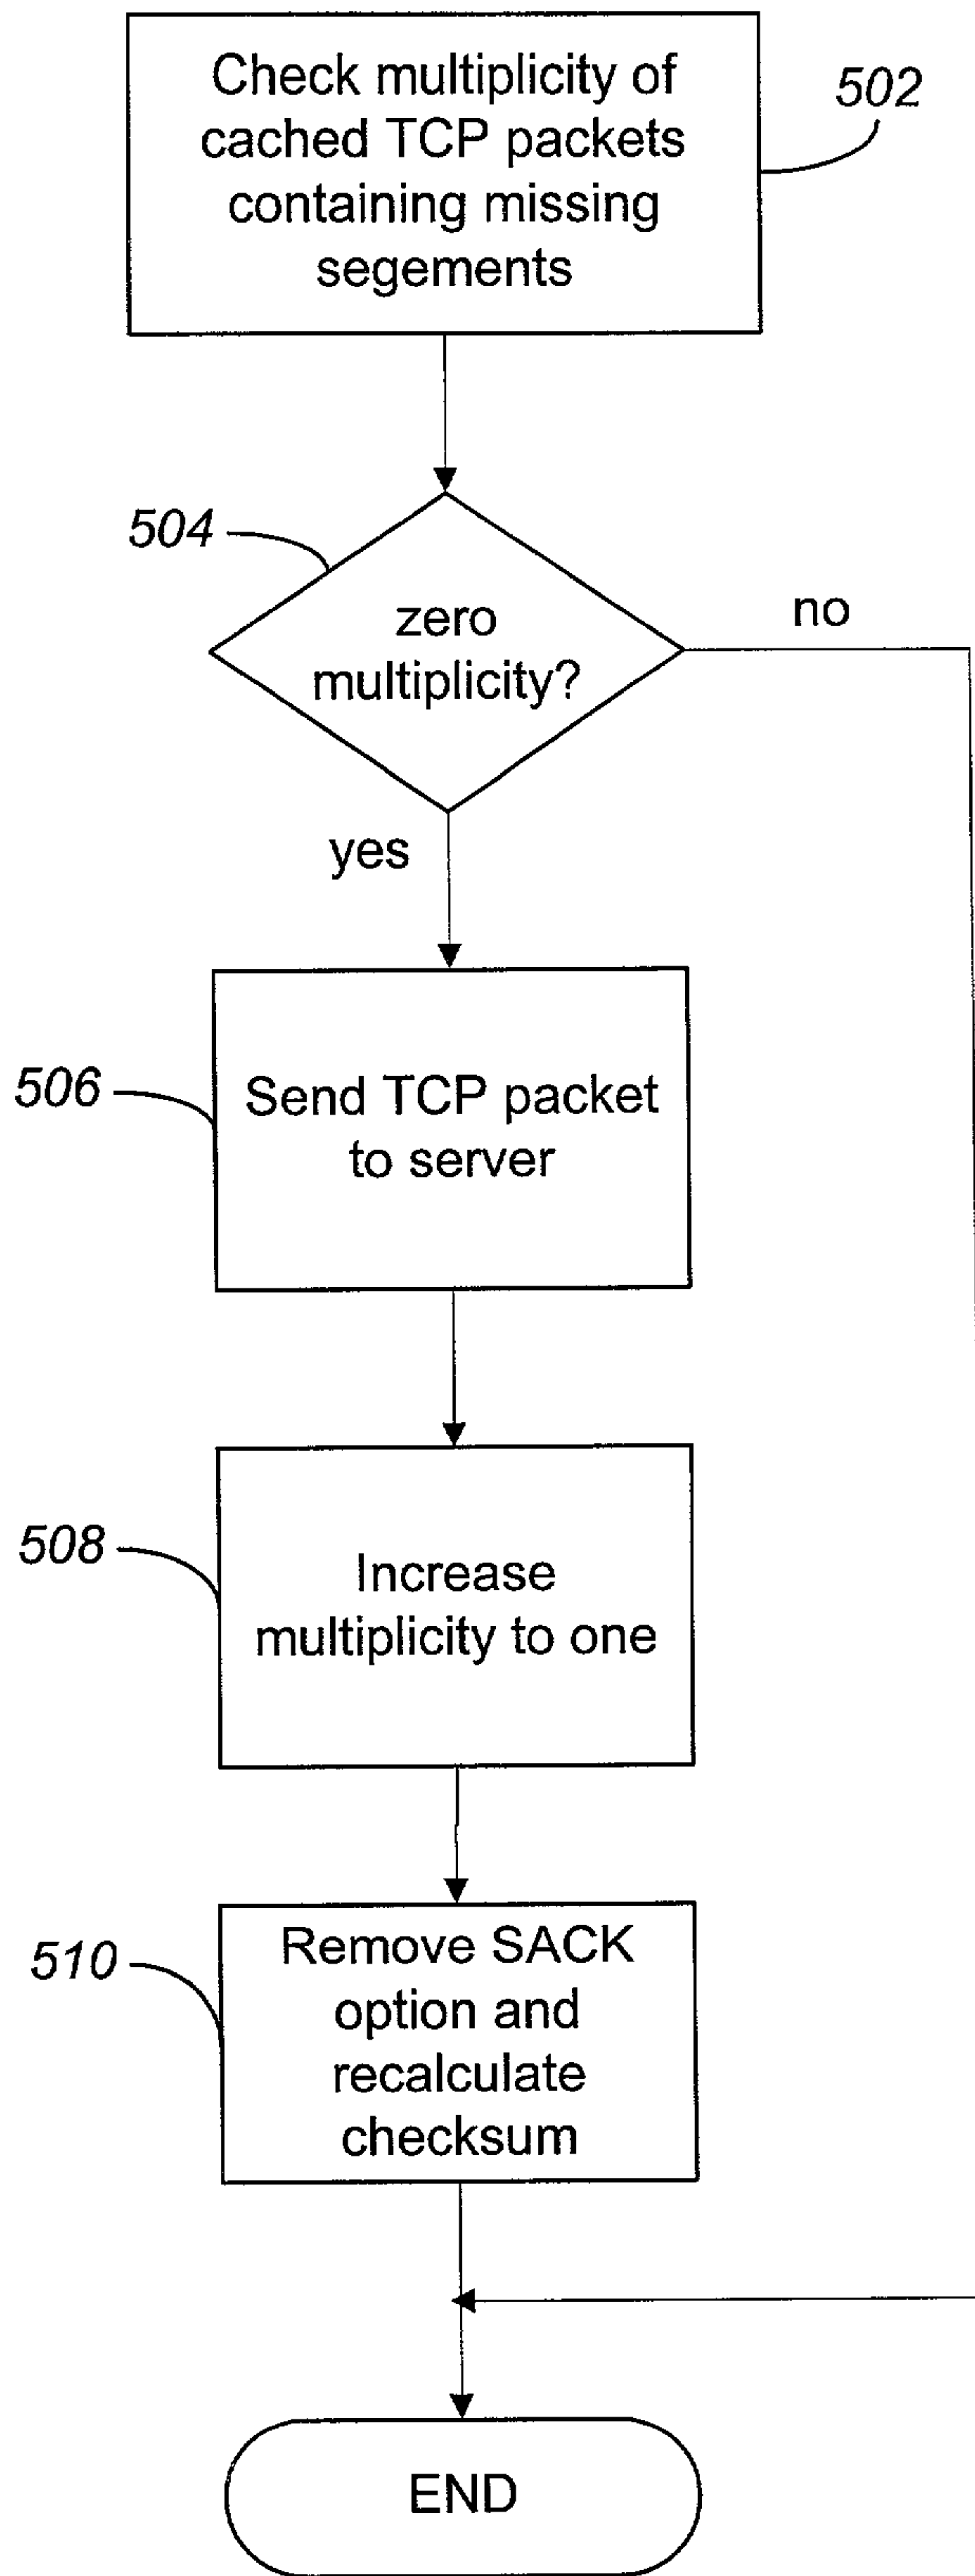 Check multiplicity of
cached TCP packets
containing missing
segements
502
504
zero
multiplicity?
no
yes
506
Send TCP packet
to server
508
Increase
multiplicity to one
510
Remove SACK
option and
recalculate
checksum
END